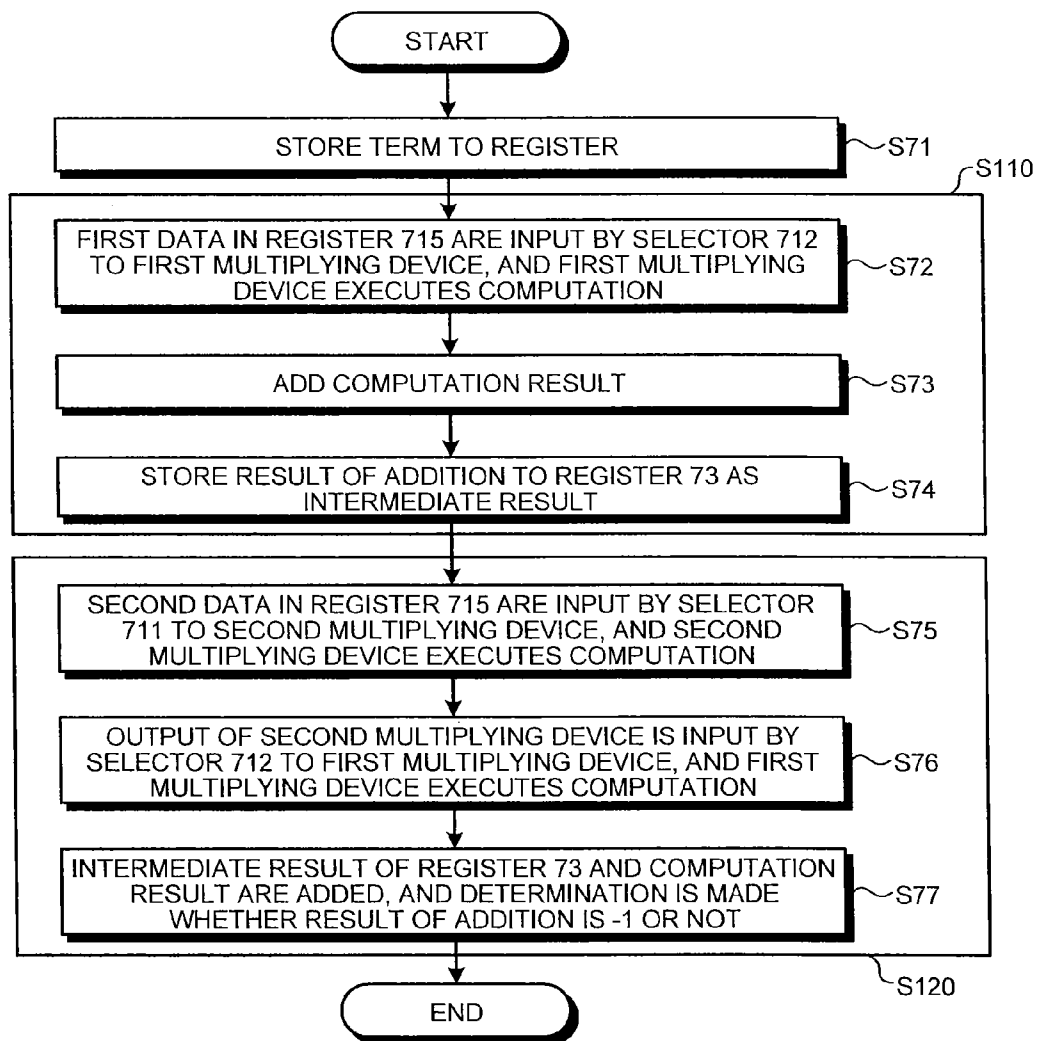 START
STORE TERM TO REGISTER
S71
S110
FIRST DATA IN REGISTER 715 ARE INPUT BY SELECTOR 712
TO FIRST MULTIPLYING DEVICE, AND FIRST MULTIPLYING
DEVICE EXECUTES COMPUTATION
S72
ADD COMPUTATION RESULT
S73
STORE RESULT OF ADDITION TO REGISTER 73 AS
INTERMEDIATE RESULT
S74
SECOND DATA IN REGISTER 715 ARE INPUT BY SELECTOR
711 TO SECOND MULTIPLYING DEVICE, AND SECOND
MULTIPLYING DEVICE EXECUTES COMPUTATION
S75
OUTPUT OF SECOND MULTIPLYING DEVICE IS INPUT BY
SELECTOR 712 TO FIRST MULTIPLYING DEVICE, AND FIRST
MULTIPLYING DEVICE EXECUTES COMPUTATION
S76
INTERMEDIATE RESULT OF REGISTER 73 AND COMPUTATION
RESULT ARE ADDED, AND DETERMINATION IS MADE
WHETHER RESULT OF ADDITION IS -1 OR NOT
S77
S120
END